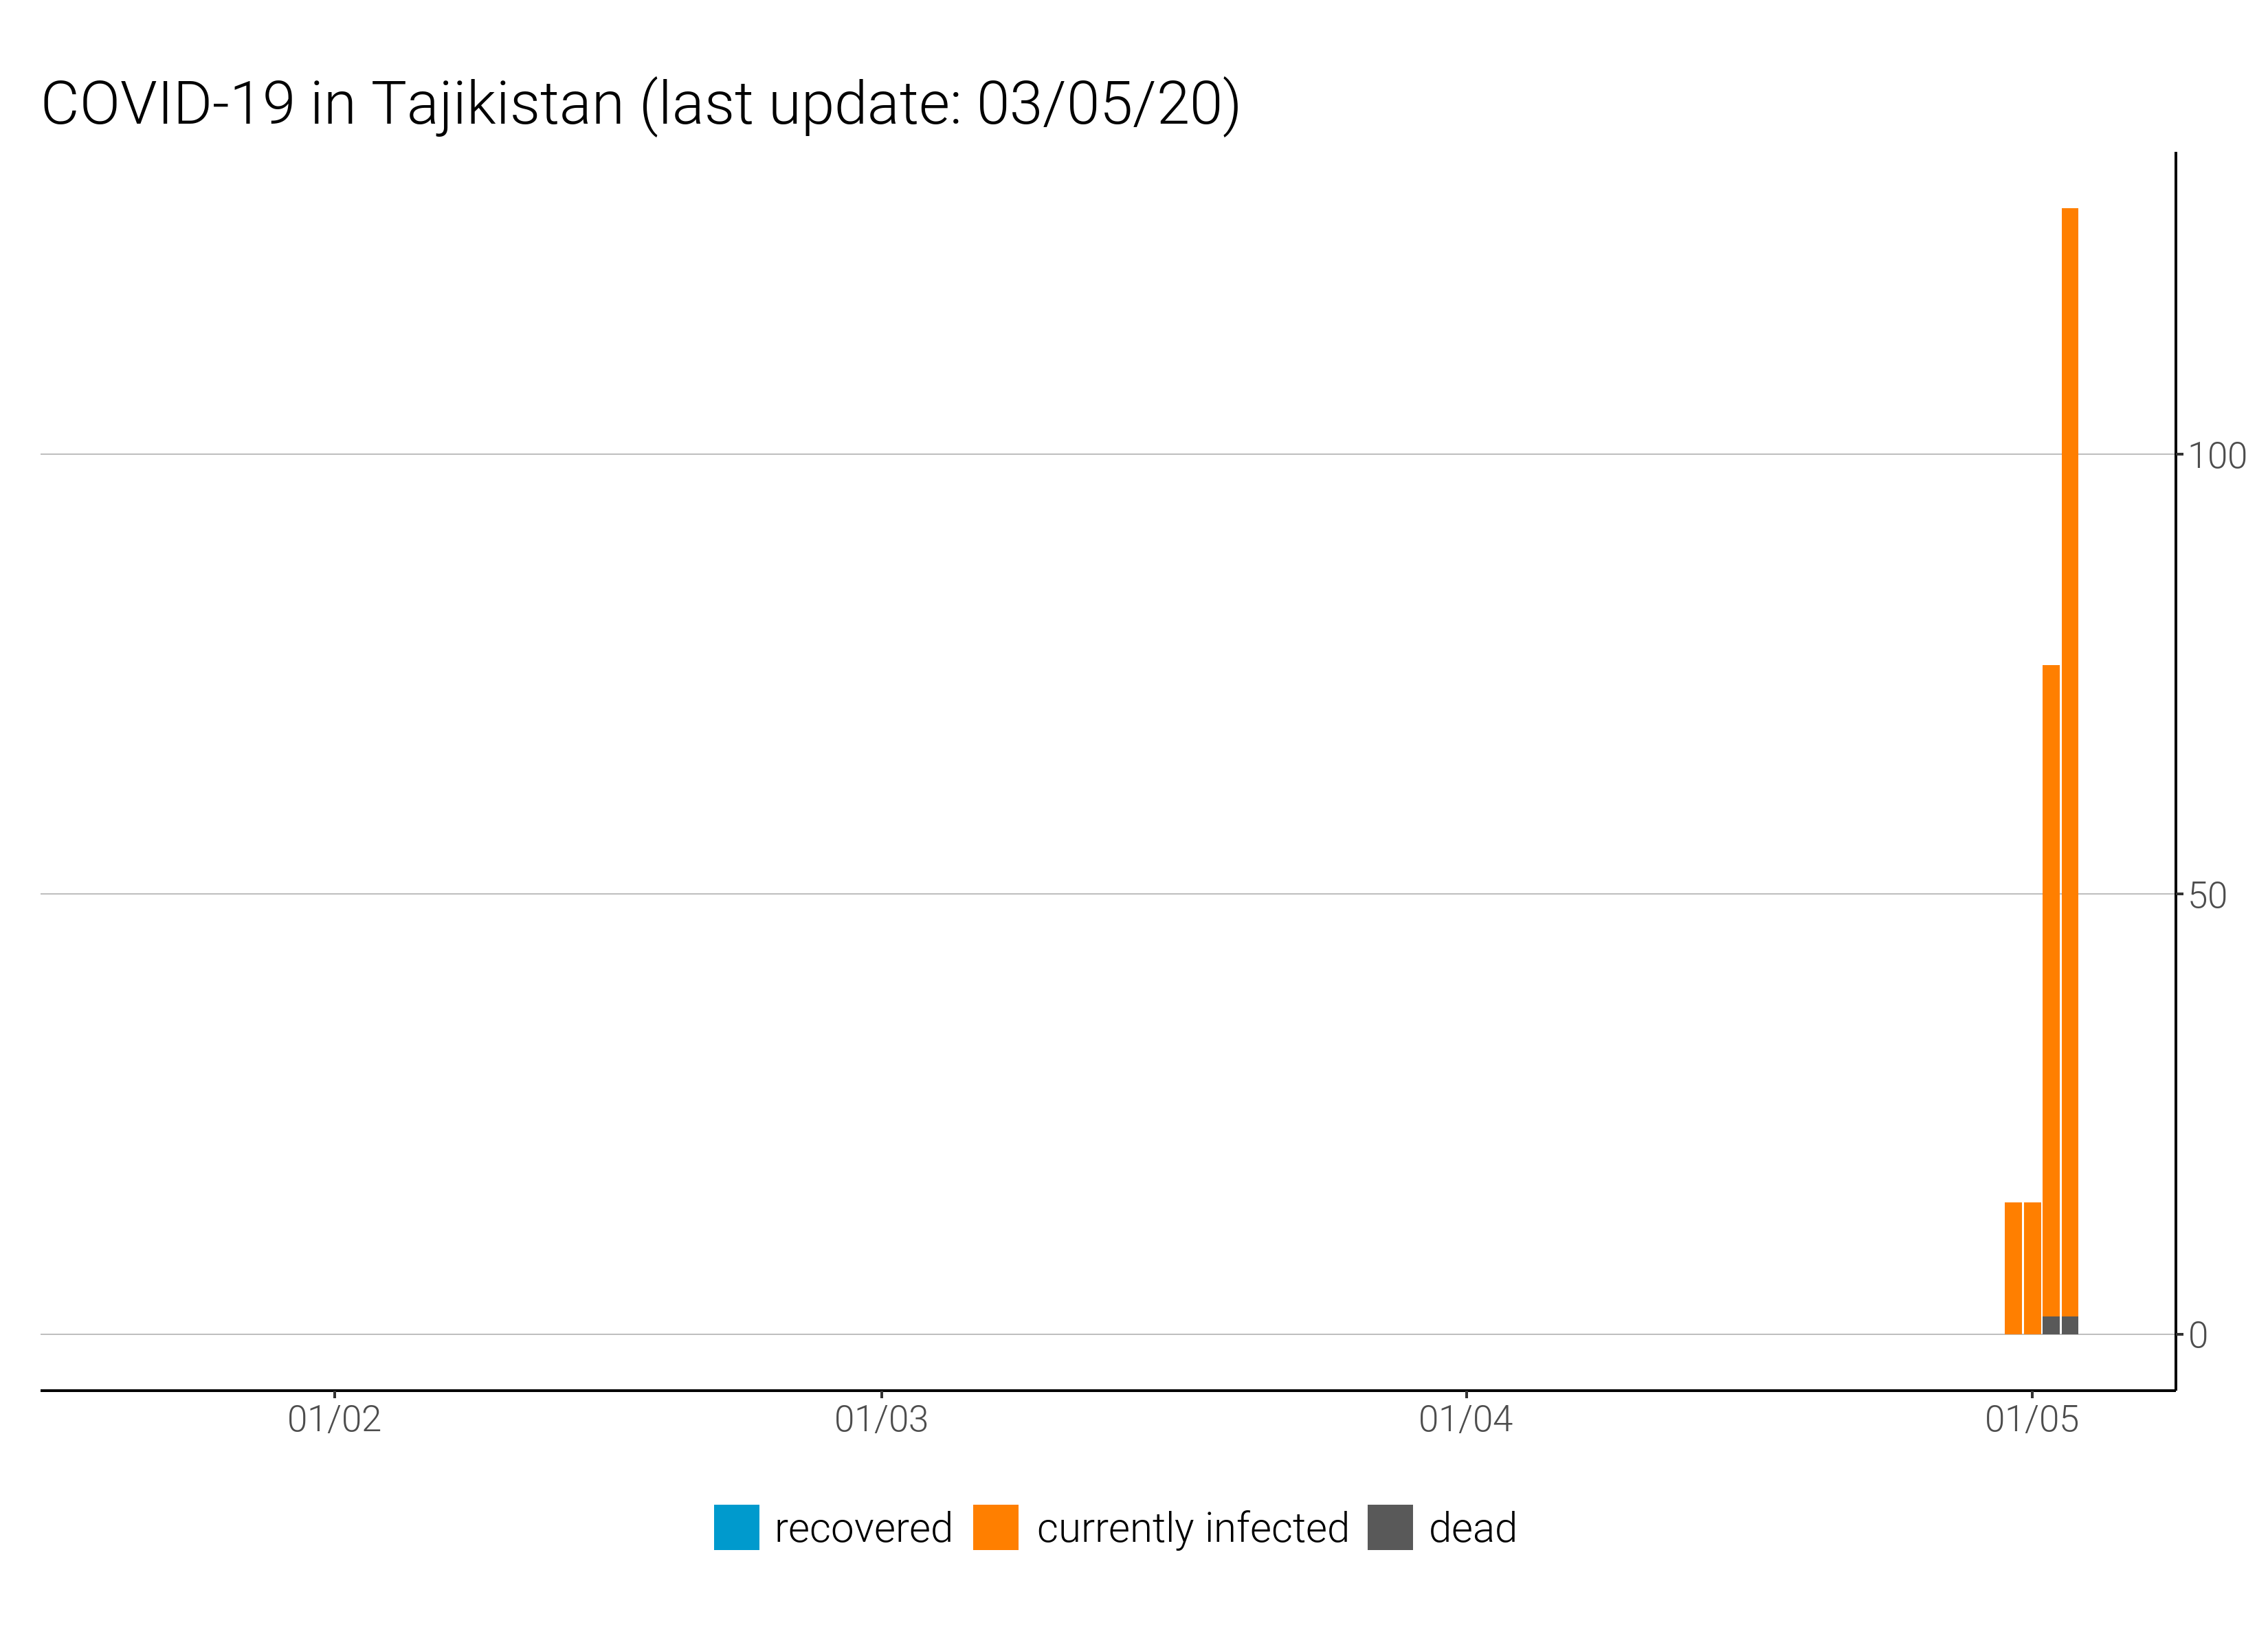 COVID-19 in Tajikistan (last update: 03/05/20)
100
50
0
01/02 01/03 01/04 01/05
recovered currently infected dead